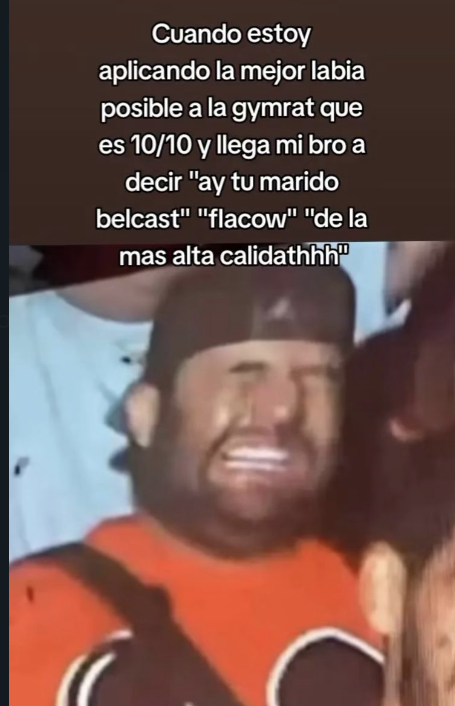 Cuando estoy
aplicando la mejor labia
posible a la gymrat que
es 10/10 y llega mi bro a
decir "ay tu marido
belcast" "flacow" "de la
mas alta calidathhh"